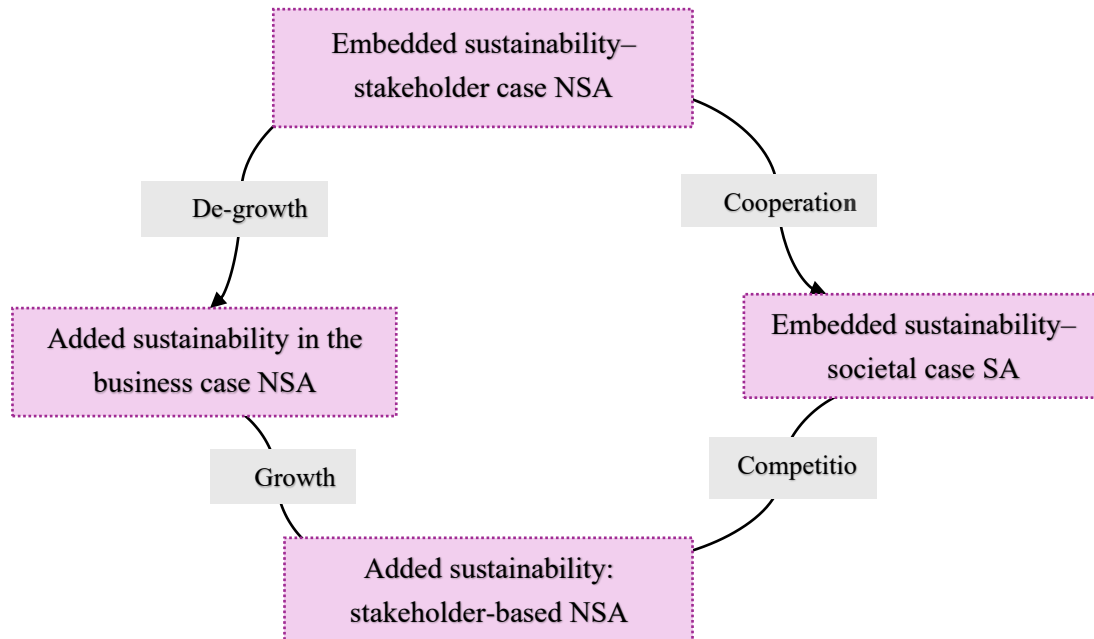 Embedded sustainability–
stakeholder case NSA
De-growth
Cooperation
Added sustainability in the
business case NSA
Embedded sustainability–
societal case SA
Growth
Competitio
Added sustainability:
stakeholder-based NSA